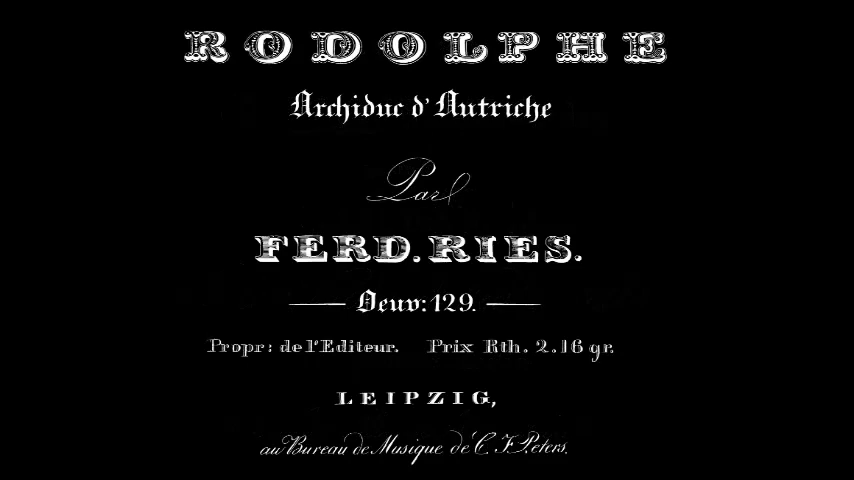 RODOLPHE
Archiduc d'Autriche
Par
FERD. RIES.
Oeuv: 129.
Propr: de l'Editeur. Prix Rth. 2.16 gr.
LEIPZIG,
au Bureau de Musique de C. F. Peters.